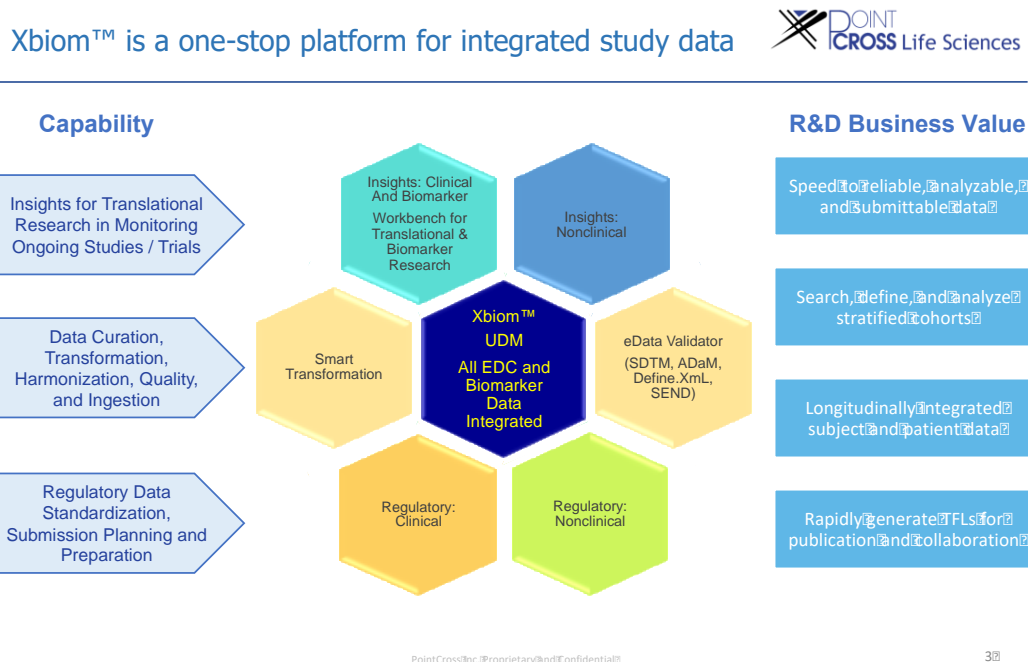 Xbiom™ is a one-stop platform for integrated study data
POINT
CROSS Life Sciences
Capability
R&D Business Value
Insights for Translational
Research in Monitoring
Ongoing Studies / Trials
Data Curation,
Transformation,
Harmonization, Quality,
and Ingestion
Regulatory Data
Standardization,
Submission Planning and
Preparation
Insights: Clinical
And Biomarker
Workbench for
Translational &
Biomarker
Research
Insights:
Nonclinical
Smart
Transformation
Xbiom™
UDM
All EDC and
Biomarker
Data
Integrated
eData Validator
(SDTM, ADaM,
Define.XmL,
SEND)
Regulatory:
Clinical
Regulatory:
Nonclinical
Speed to reliable, analyzable,
and submittable data
Search, define, and analyze
stratified cohorts
Longitudinally integrated
subject and patient data
Rapidly generate TFLs for
publication and collaboration
PointCross Inc. Proprietary and Confidential
3